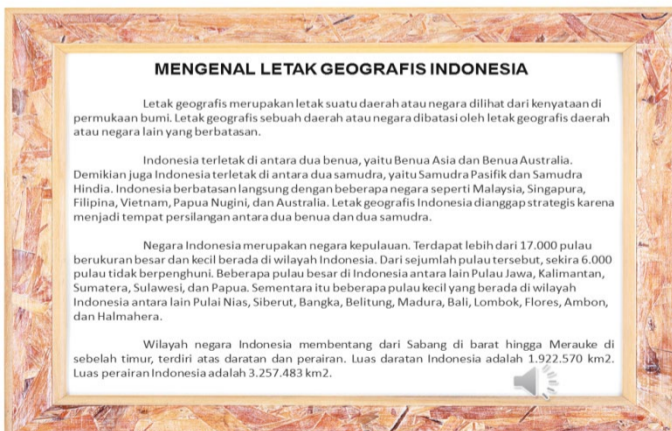 MENGENAL LETAK GEOGRAFIS INDONESIA
Letak geografis merupakan letak suatu daerah atau negara dilihat dari kenyataan di
permukaan bumi. Letak geografis sebuah daerah atau negara dibatasi oleh letak geografis daerah
atau negara lain yang berbatasan.
Indonesia terletak di antara dua benua, yaitu Benua Asia dan Benua Australia.
Demikian juga Indonesia terletak di antara dua samudra, yaitu Samudra Pasifik dan Samudra
Hindia. Indonesia berbatasan langsung dengan beberapa negara seperti Malaysia, Singapura,
Filipina, Vietnam, Papua Nugini, dan Australia. Letak geografis Indonesia dianggap strategis karena
menjadi tempat persilangan antara dua benua dan dua samudra.
Negara Indonesia merupakan negara kepulauan. Terdapat lebih dari 17.000 pulau
berukuran besar dan kecil berada di wilayah Indonesia. Dari sejumlah pulau tersebut, sekira 6.000
pulau tidak berpenghuni. Beberapa pulau besar di Indonesia antara lain Pulau Jawa, Kalimantan,
Sumatera, Sulawesi, dan Papua. Sementara itu beberapa pulau kecil yang berada di wilayah
Indonesia antara lain Pulai Nias, Siberut, Bangka, Belitung, Madura, Bali, Lombok, Flores, Ambon,
dan Halmahera.
Wilayah negara Indonesia membentang dari Sabang di barat hingga Merauke di
sebelah timur, terdiri atas daratan dan perairan. Luas daratan Indonesia adalah 1.922.570 km2.
Luas perairan Indonesia adalah 3.257.483 km2.